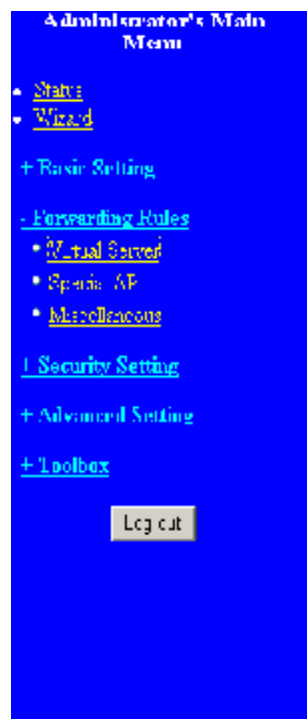 Administrator's Main
Menu
Status
Wizard
+ Basic Setting
- Forwarding Rules
Virtual Server
Special AP
Miscellaneous
+ Security Setting
+ Advanced Setting
+ Toolbox
Log out